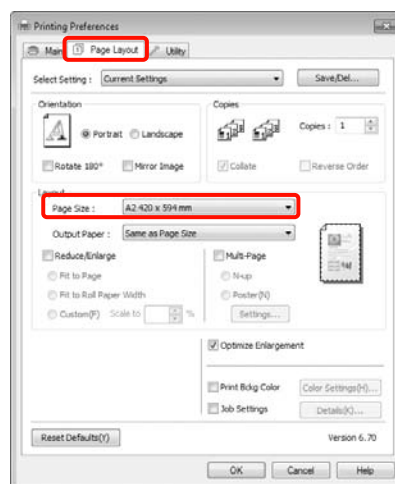 Printing Preferences
Main Page Layout Utility
Select Setting : Current Settings Save/Del...
Orientation Copies
Portrait Landscape Copies : 1
Rotate 180° Mirror Image Collate Reverse Order
Layout
Page Size : A2 420 x 594 mm
Output Paper : Same as Page Size
Reduce/Enlarge Multi-Page
Fit to Page N-up
Fit to Roll Paper Width Poster(N)
Custom(F) Scale to % Settings...
Optimize Enlargement
Print Bckg Color Color Settings(H)...
Job Settings Details(K)...
Reset Defaults(Y) Version 6.70
OK Cancel Help